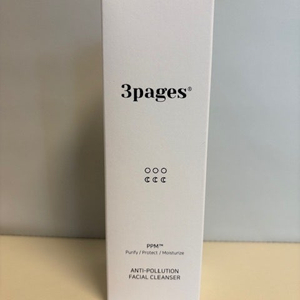 3pages®
PPM™
Purify / Protect / Moisturize
ANTI-POLLUTION
FACIAL CLEANSER